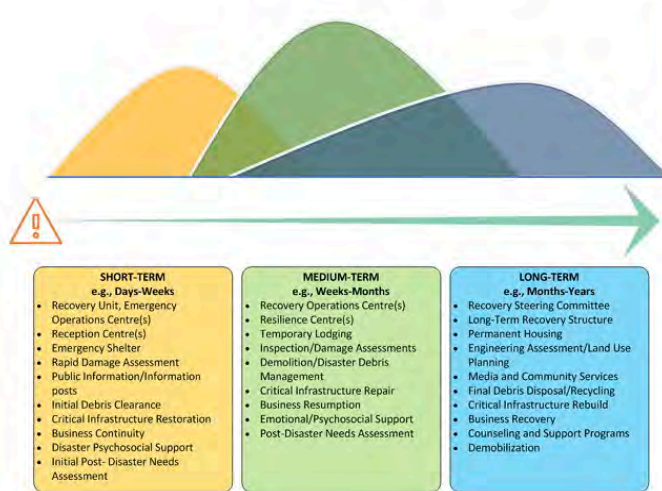 SHORT-TERM
e.g., Days-Weeks
• Recovery Unit, Emergency
Operations Centre(s)
• Reception Centre(s)
• Emergency Shelter
• Rapid Damage Assessment
• Public Information/Information
posts
• Initial Debris Clearance
• Critical Infrastructure Restoration
• Business Continuity
• Disaster Psychosocial Support
• Initial Post- Disaster Needs
Assessment
MEDIUM-TERM
e.g., Weeks-Months
• Recovery Operations Centre(s)
• Resilience Centre(s)
• Temporary Lodging
• Inspection/Damage Assessments
• Demolition/Disaster Debris
Management
• Critical Infrastructure Repair
• Business Resumption
• Emotional/Psychosocial Support
• Post-Disaster Needs Assessment
LONG-TERM
e.g., Months-Years
• Recovery Steering Committee
• Long-Term Recovery Structure
• Permanent Housing
• Engineering Assessment/Land Use
Planning
• Media and Community Services
• Final Debris Disposal/Recycling
• Critical Infrastructure Rebuild
• Business Recovery
• Counseling and Support Programs
• Demobilization